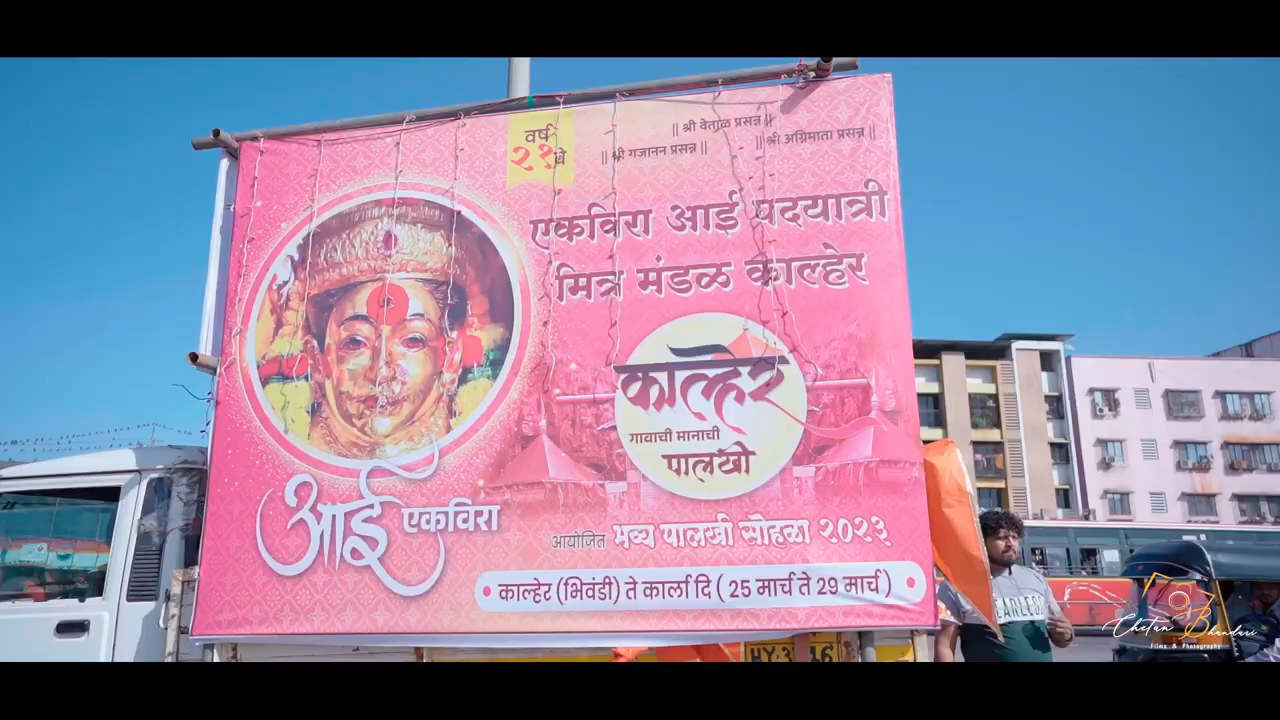 वर्ष
२१वे
|| श्री वेताळ प्रसन्न ||
|| श्री गजानन प्रसन्न ||
|| श्री अग्निमाता प्रसन्न ||
एकविरा आई पदयात्री
मित्र मंडळ काल्हेर
काल्हेर
गावाची मानाची
पालखी
आई एकविरा
आयोजित भव्य पालखी सोहळा २०२३
काल्हेर (भिवंडी) ते कार्ला दि ( 25 मार्च ते 29 मार्च )
Chetan Bhandari
Films & Photography